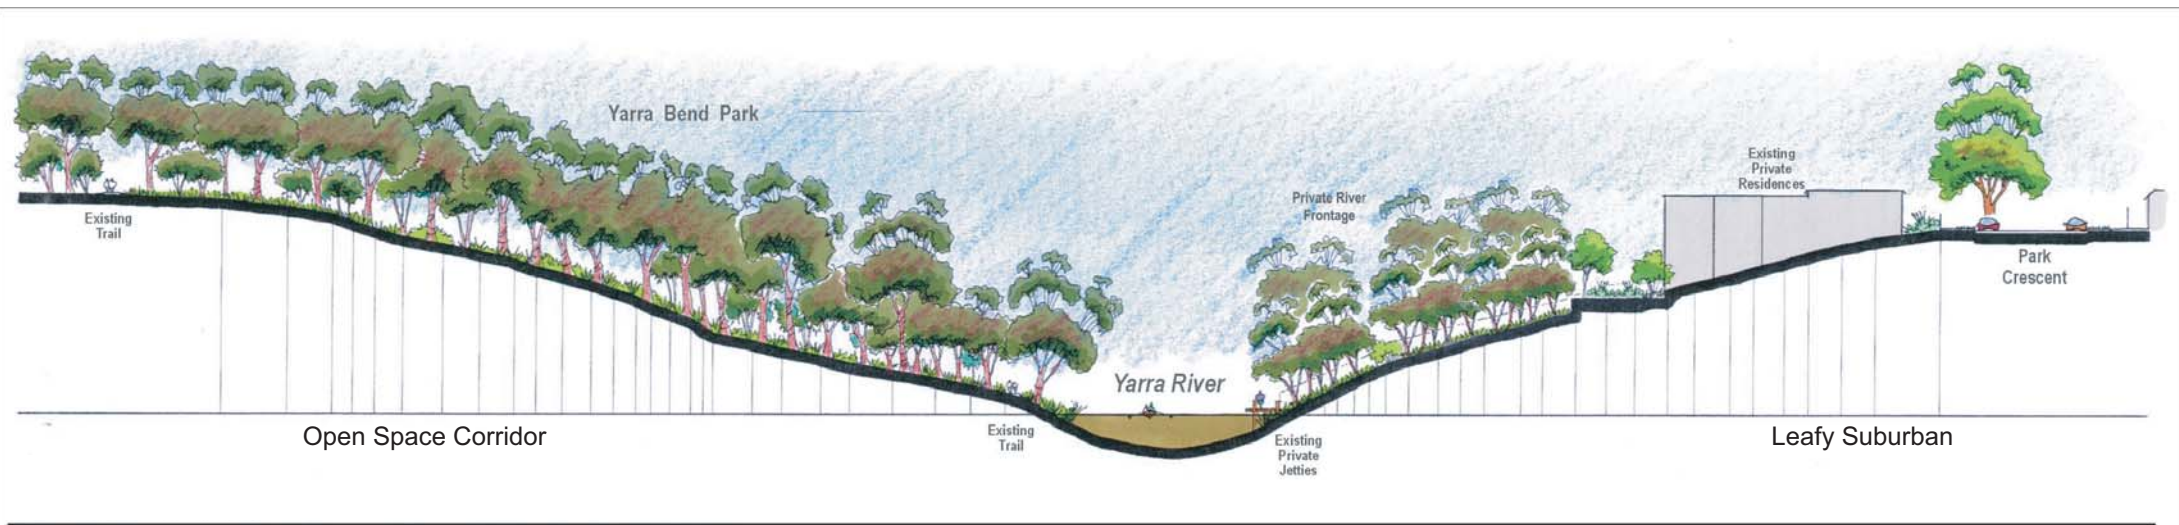 Yarra Bend Park
Existing
Trail
Private River
Frontage
Existing
Private
Residences
Park
Crescent
Yarra River
Open Space Corridor
Existing
Trail
Existing
Private
Jetties
Leafy Suburban